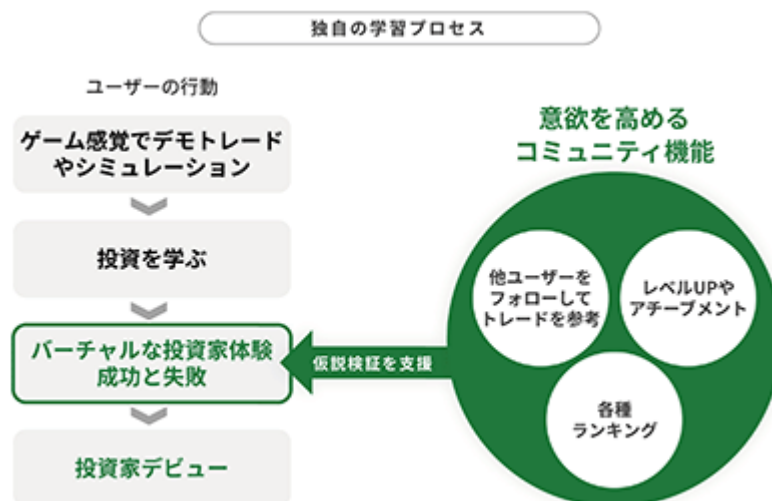 独自の学習プロセス
ユーザーの行動
ゲーム感覚でデモトレード
やシミュレーション
投資を学ぶ
バーチャルな投資家体験
成功と失敗
投資家デビュー
仮説検証を支援
意欲を高める
コミュニティ機能
他ユーザーを
フォローして
トレードを参考
レベルUPや
アチーブメント
各種
ランキング